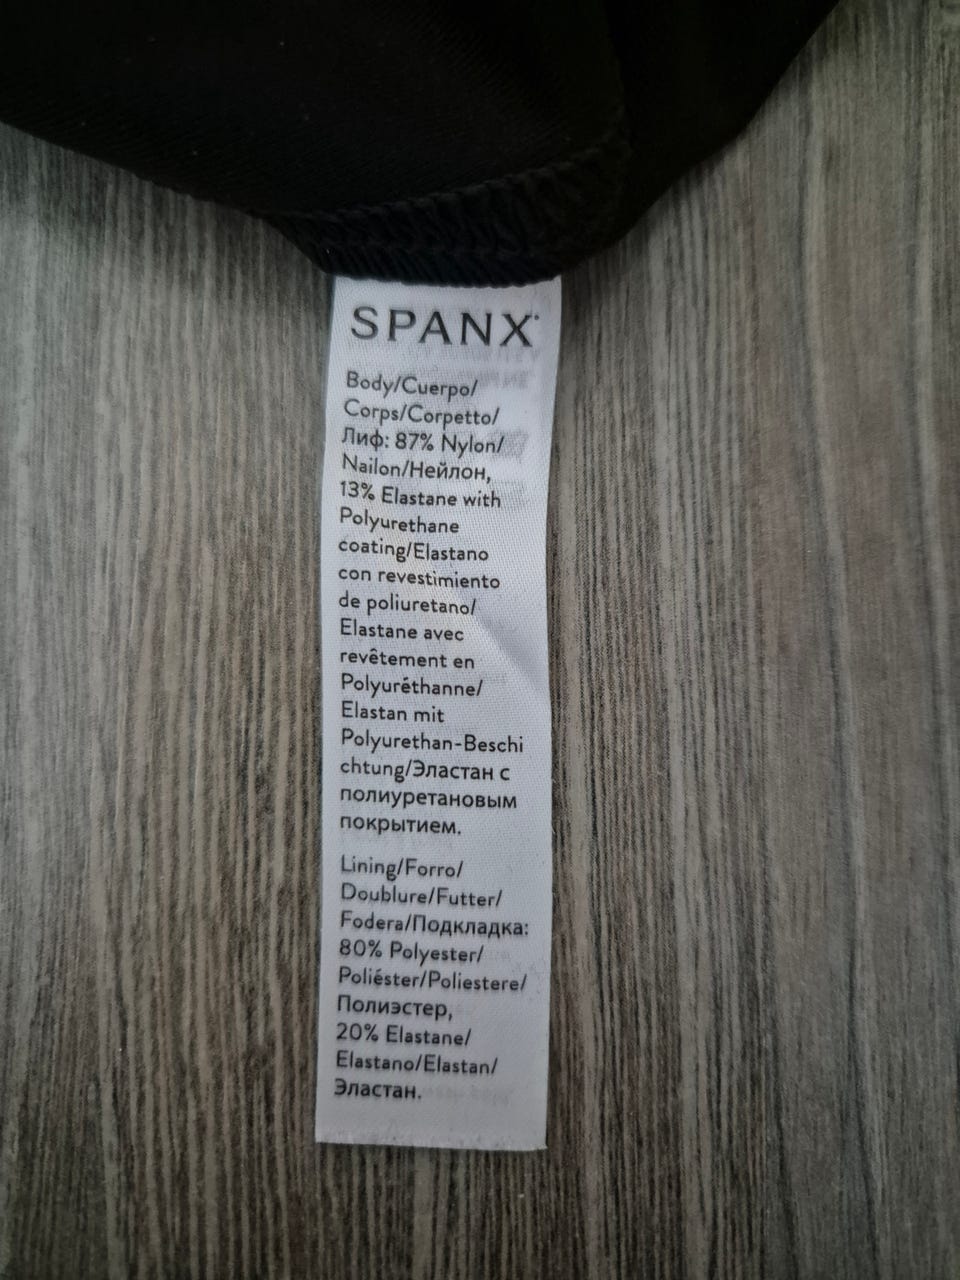 SPANX
Body/Cuerpo/
Corps/Corpetto/
Лиф: 87% Nylon/
Nailon/Нейлон,
13% Elastane with
Polyurethane
coating/Elastano
con revestimiento
de poliuretano/
Elastane avec
revêtement en
Polyuréthanne/
Elastan mit
Polyurethan-Beschi
chtung/Эластан с
полиуретановым
покрытием.
Lining/Forro/
Doublure/Futter/
Fodera/Подкладка:
80% Polyester/
Poliéster/Poliestere/
Полиэстер,
20% Elastane/
Elastano/Elastan/
Эластан.